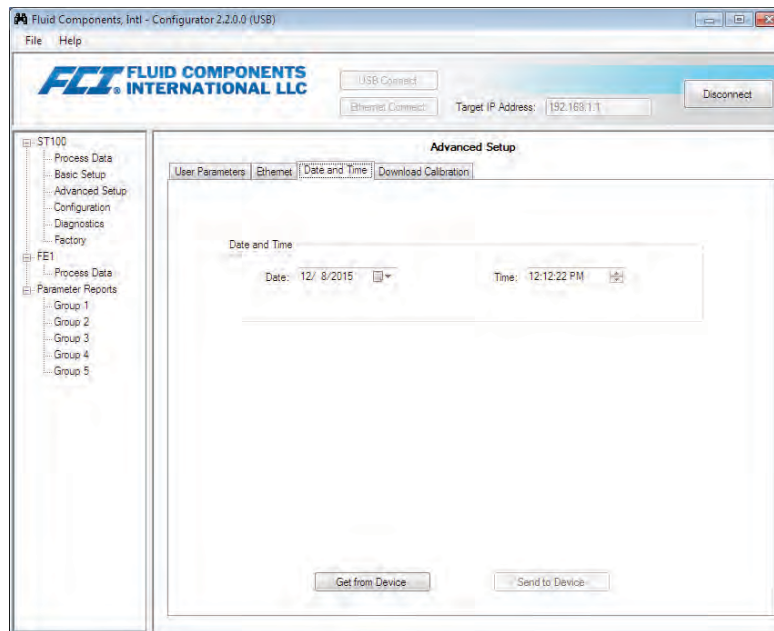 Fluid Components, Intl - Configurator 2.2.0.0 (USB)
File Help
FCI. FLUID COMPONENTS
INTERNATIONAL LLC
USB Connect
Ethernet Connect
Target IP Address: 192.168.1.1
Disconnect
ST100
Process Data
Basic Setup
Advanced Setup
Configuration
Diagnostics
Factory
FE1
Process Data
Parameter Reports
Group 1
Group 2
Group 3
Group 4
Group 5
Advanced Setup
User Parameters Ethernet Date and Time Download Calibration
Date and Time
Date: 12/ 8/2015 Time: 12:12:22 PM
Get from Device Send to Device